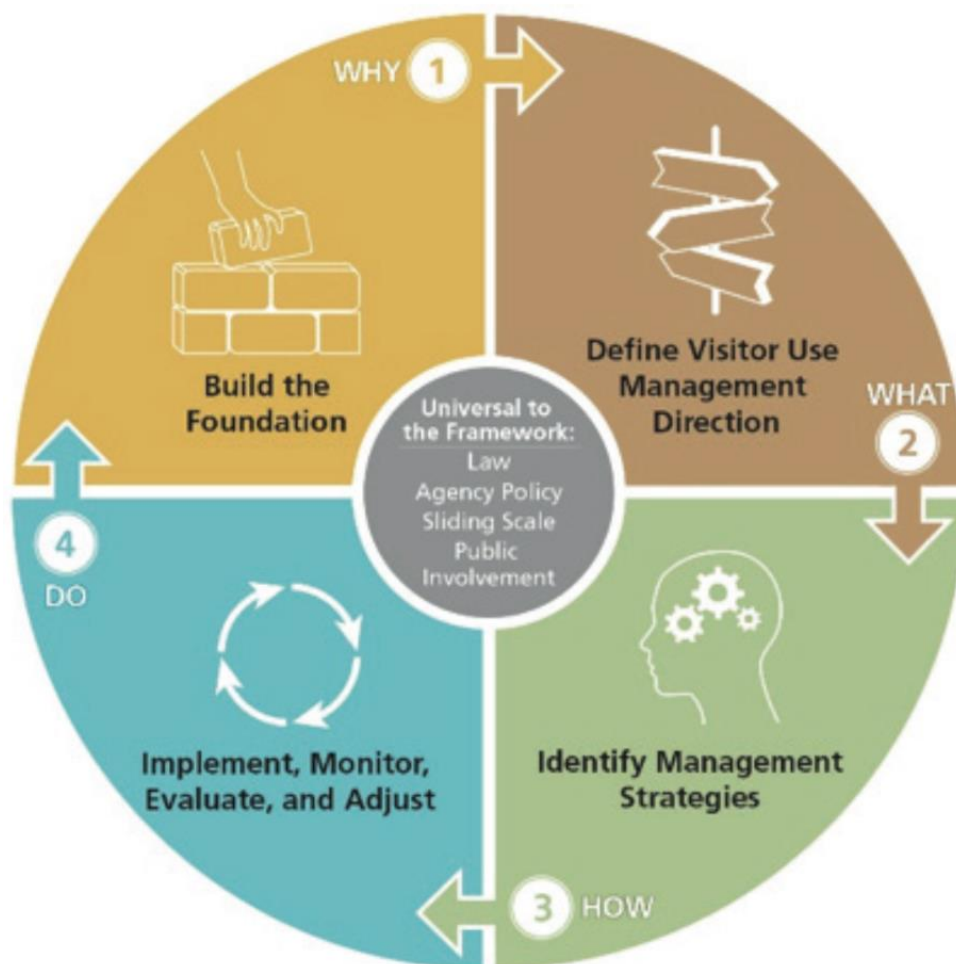 WHY 1
Build the
Foundation
Define Visitor Use
Management
Direction
WHAT
2
Universal to
the Framework:
Law
Agency Policy
Sliding Scale
Public
Involvement
Identify Management
Strategies
3 HOW
Implement, Monitor,
Evaluate, and Adjust
4
DO